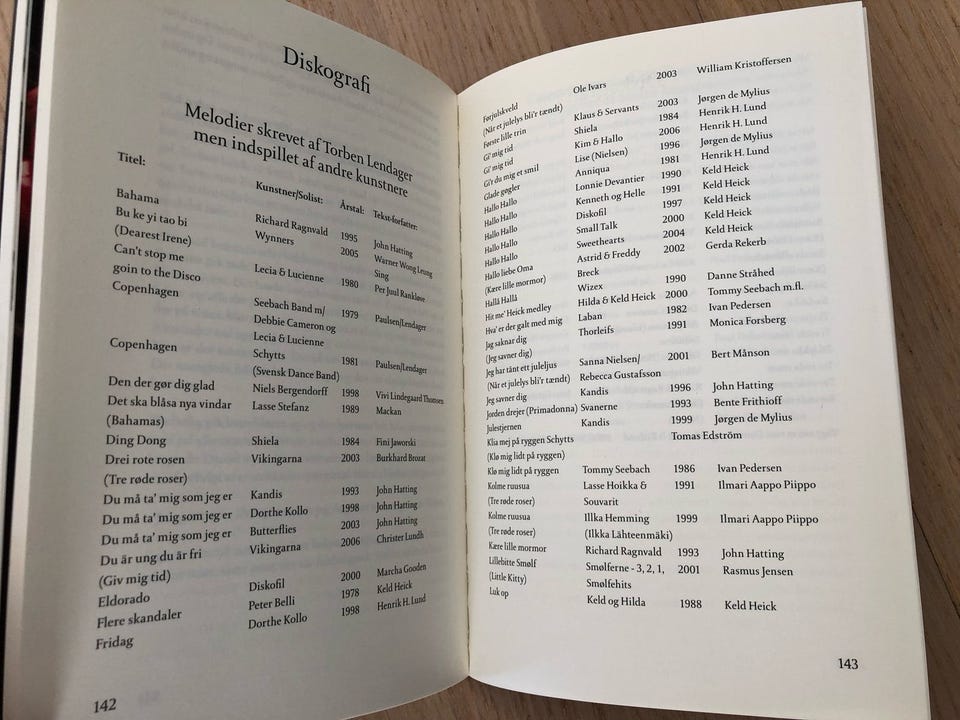 Diskografi
Melodier skrevet af Torben Lendager
men indspillet af andre kunstnere
Titel: Kunstner/Solist: Årstal: Tekst-forfatter:
Bahama Richard Ragnvald 1995 John Hatting
Bu ke yi tao bi Wynners 2005 Warner Wong Leung
(Dearest Irene) Sing
Can't stop me Lecia & Lucienne 1980 Per Juul Rankløve
goin to the Disco
Copenhagen Seebach Band m/ 1979 Paulsen/Lendager
Debbie Cameron og
Lecia & Lucienne
Copenhagen Schytts 1981 Paulsen/Lendager
(Svensk Dance Band)
Den der gør dig glad Niels Bergendorff 1998 Vivi Lindegaard Thomsen
Det ska blåsa nya vindar Lasse Stefanz 1989 Mackan
(Bahamas)
Ding Dong Shiela 1984 Fini Jaworski
Drei rote rosen Vikingarna 2003 Burkhard Brozat
(Tre røde roser)
Du må ta' mig som jeg er Kandis 1993 John Hatting
Du må ta' mig som jeg er Dorthe Kollo 1998 John Hatting
Du må ta' mig som jeg er Butterflies 2003 John Hatting
Du är ung du är fri Vikingarna 2006 Christer Lundh
(Giv mig tid)
Eldorado Diskofil 2000 Marcha Gooden
Flere skandaler Peter Belli 1978 Keld Heick
Fridag Dorthe Kollo 1998 Henrik H. Lund
142
Førjulskveld Ole Ivars 2003 William Kristoffersen
(Når et julelys bli'r tændt)
Første lille trin Klaus & Servants 2003 Jørgen de Mylius
Gi' mig tid Shiela 1984 Henrik H. Lund
Gi' mig tid Kim & Hallo 2006 Henrik H. Lund
Gi'r du mig et smil Lise (Nielsen) 1996 Jørgen de Mylius
Glade gøgler Anniqua 1981 Henrik H. Lund
Hallo Hallo Lonnie Devantier 1990 Keld Heick
Hallo Hallo Kenneth og Helle 1991 Keld Heick
Hallo Hallo Diskofil 1997 Keld Heick
Hallo Hallo Small Talk 2000 Keld Heick
Hallo Hallo Sweethearts 2004 Keld Heick
Hallo liebe Oma Astrid & Freddy 2002 Gerda Rekerb
(Kære lille mormor) Breck
Hallå Hallå Wizex 1990 Danne Stråhed
Hit me' Heick medley Hilda & Keld Heick 2000 Tommy Seebach m.fl.
Hva' er der galt med mig Laban 1982 Ivan Pedersen
Jag saknar dig Thorleifs 1991 Monica Forsberg
(Jeg savner dig)
Jeg har tänt ett juleljus Sanna Nielsen/ 2001 Bert Månson
(Når et julelys bli'r tændt) Rebecca Gustafsson
Jeg savner dig Kandis 1996 John Hatting
Jorden drejer (Primadonna) Svanerne 1993 Bente Frithioff
Julestjernen Kandis 1999 Jørgen de Mylius
Klia mej på ryggen Schytts Tomas Edström
(Klø mig lidt på ryggen)
Klø mig lidt på ryggen Tommy Seebach 1986 Ivan Pedersen
Kolme ruusua Lasse Hoikka & 1991 Ilmari Aappo Piippo
(Tre røde roser) Souvarit
Kolme ruusua Illka Hemming 1999 Ilmari Aappo Piippo
(Tre røde roser) (Ilkka Lähteenmäki)
Kære lille mormor Richard Ragnvald 1993 John Hatting
Lillebitte Smølf Smølferne - 3, 2, 1, 2001 Rasmus Jensen
(Little Kitty) Smølfehits
Luk op Keld og Hilda 1988 Keld Heick
143